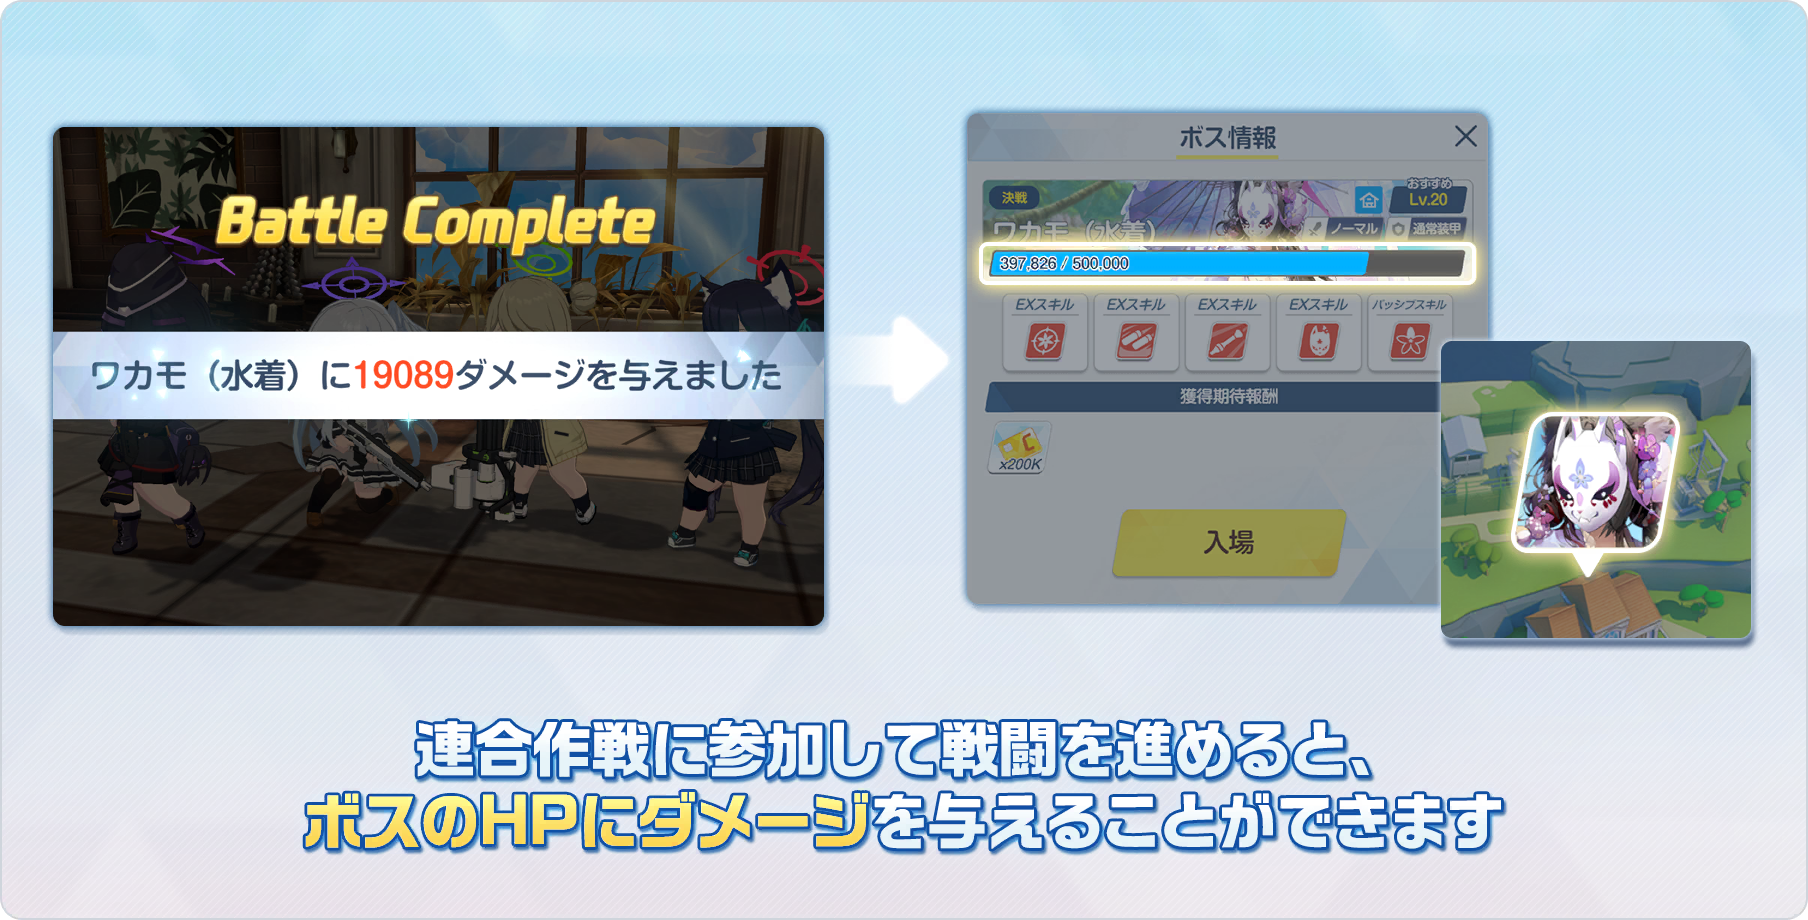 Battle Complete
ワカモ（水着）に19089ダメージを与えました
ボス情報
決戦
おすすめ
Lv.20
ワカモ（水着）
ノーマル
通常装甲
397,826 / 500,000
EXスキル
EXスキル
EXスキル
EXスキル
パッシブスキル
獲得期待報酬
C
x200K
入場
連合作戦に参加して戦闘を進めると、
ボスのHPにダメージを与えることができます